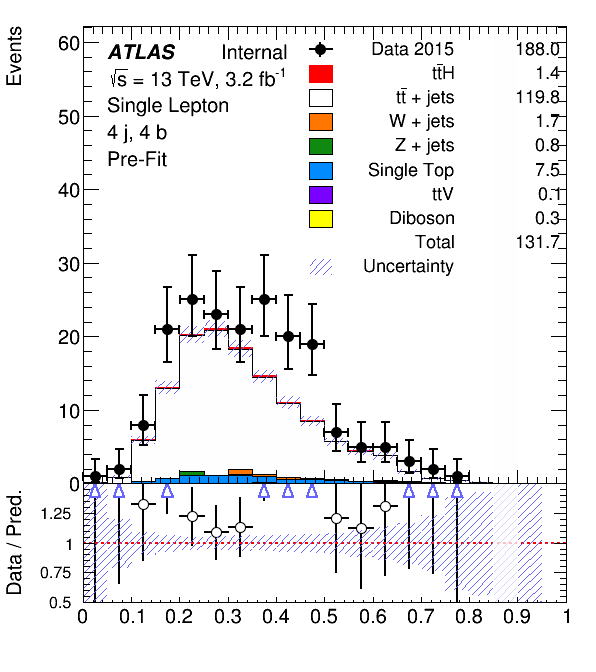 Events
60
50
40
30
20
10
0
ATLAS Internal
√s = 13 TeV, 3.2 fb⁻¹
Single Lepton
4 j, 4 b
Pre-Fit
Data 2015 188.0
tt̄H 1.4
tt̄ + jets 119.8
W + jets 1.7
Z + jets 0.8
Single Top 7.5
ttV 0.1
Diboson 0.3
Total 131.7
Uncertainty
Data / Pred.
1.25
1
0.75
0.5
0 0.1 0.2 0.3 0.4 0.5 0.6 0.7 0.8 0.9 1